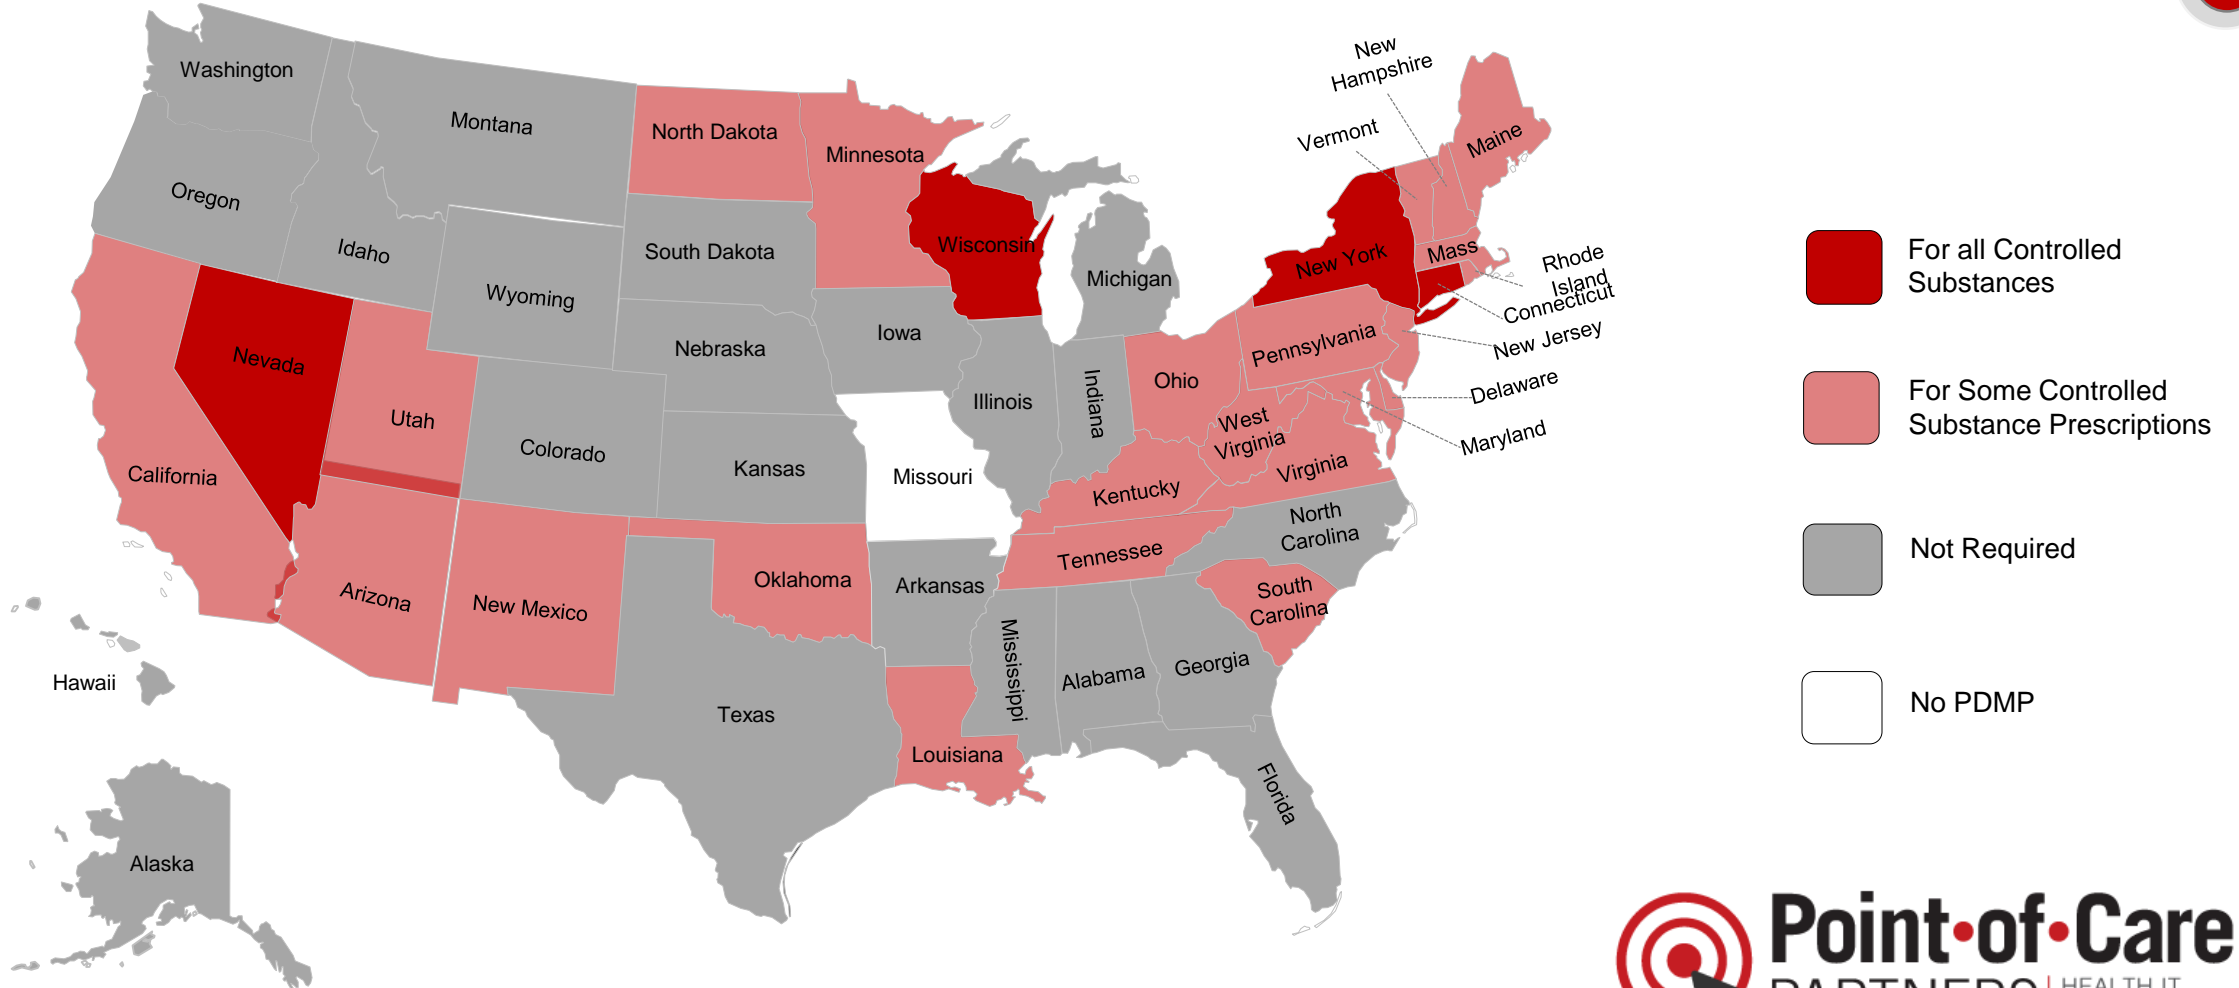 Washington
Montana
North Dakota
Minnesota
New
Hampshire
Vermont
Maine
Oregon
Idaho
Wyoming
South Dakota
Wisconsin
Michigan
New York
Mass
Rhode
Island
Connecticut
New Jersey
Nevada
Utah
Colorado
Nebraska
Iowa
Illinois
Indiana
Ohio
Pennsylvania
Delaware
Maryland
West
Virginia
Virginia
California
Kansas
Missouri
Kentucky
North
Carolina
Tennessee
Arizona
New Mexico
Oklahoma
Arkansas
South
Carolina
Mississippi
Alabama
Georgia
Hawaii
Texas
Louisiana
Florida
Alaska
For all Controlled
Substances
For Some Controlled
Substance Prescriptions
Not Required
No PDMP
Point•of•Care
PARTNERS | HEALTH IT